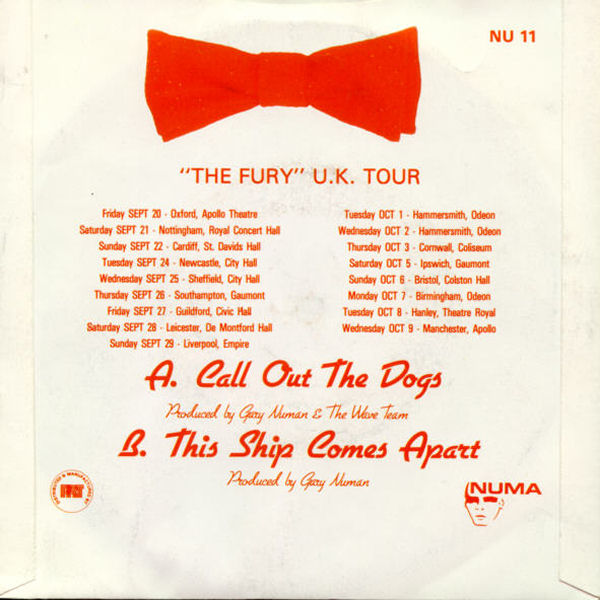 NU 11
"THE FURY" U.K. TOUR
Friday SEPT 20 - Oxford, Apollo Theatre
Saturday SEPT 21 - Nottingham, Royal Concert Hall
Sunday SEPT 22 - Cardiff, St. Davids Hall
Tuesday SEPT 24 - Newcastle, City Hall
Wednesday SEPT 25 - Sheffield, City Hall
Thursday SEPT 26 - Southampton, Gaumont
Friday SEPT 27 - Guildford, Civic Hall
Saturday SEPT 28 - Leicester, De Montford Hall
Sunday SEPT 29 - Liverpool, Empire
Tuesday OCT 1 - Hammersmith, Odeon
Wednesday OCT 2 - Hammersmith, Odeon
Thursday OCT 3 - Cornwall, Coliseum
Saturday OCT 5 - Ipswich, Gaumont
Sunday OCT 6 - Bristol, Colston Hall
Monday OCT 7 - Birmingham, Odeon
Tuesday OCT 8 - Hanley, Theatre Royal
Wednesday OCT 9 - Manchester, Apollo
A. Call Out The Dogs
Produced by Gary Numan & The Wave Team
B. This Ship Comes Apart
Produced by Gary Numan
DISTRIBUTED & MANUFACTURED BY
NUMA